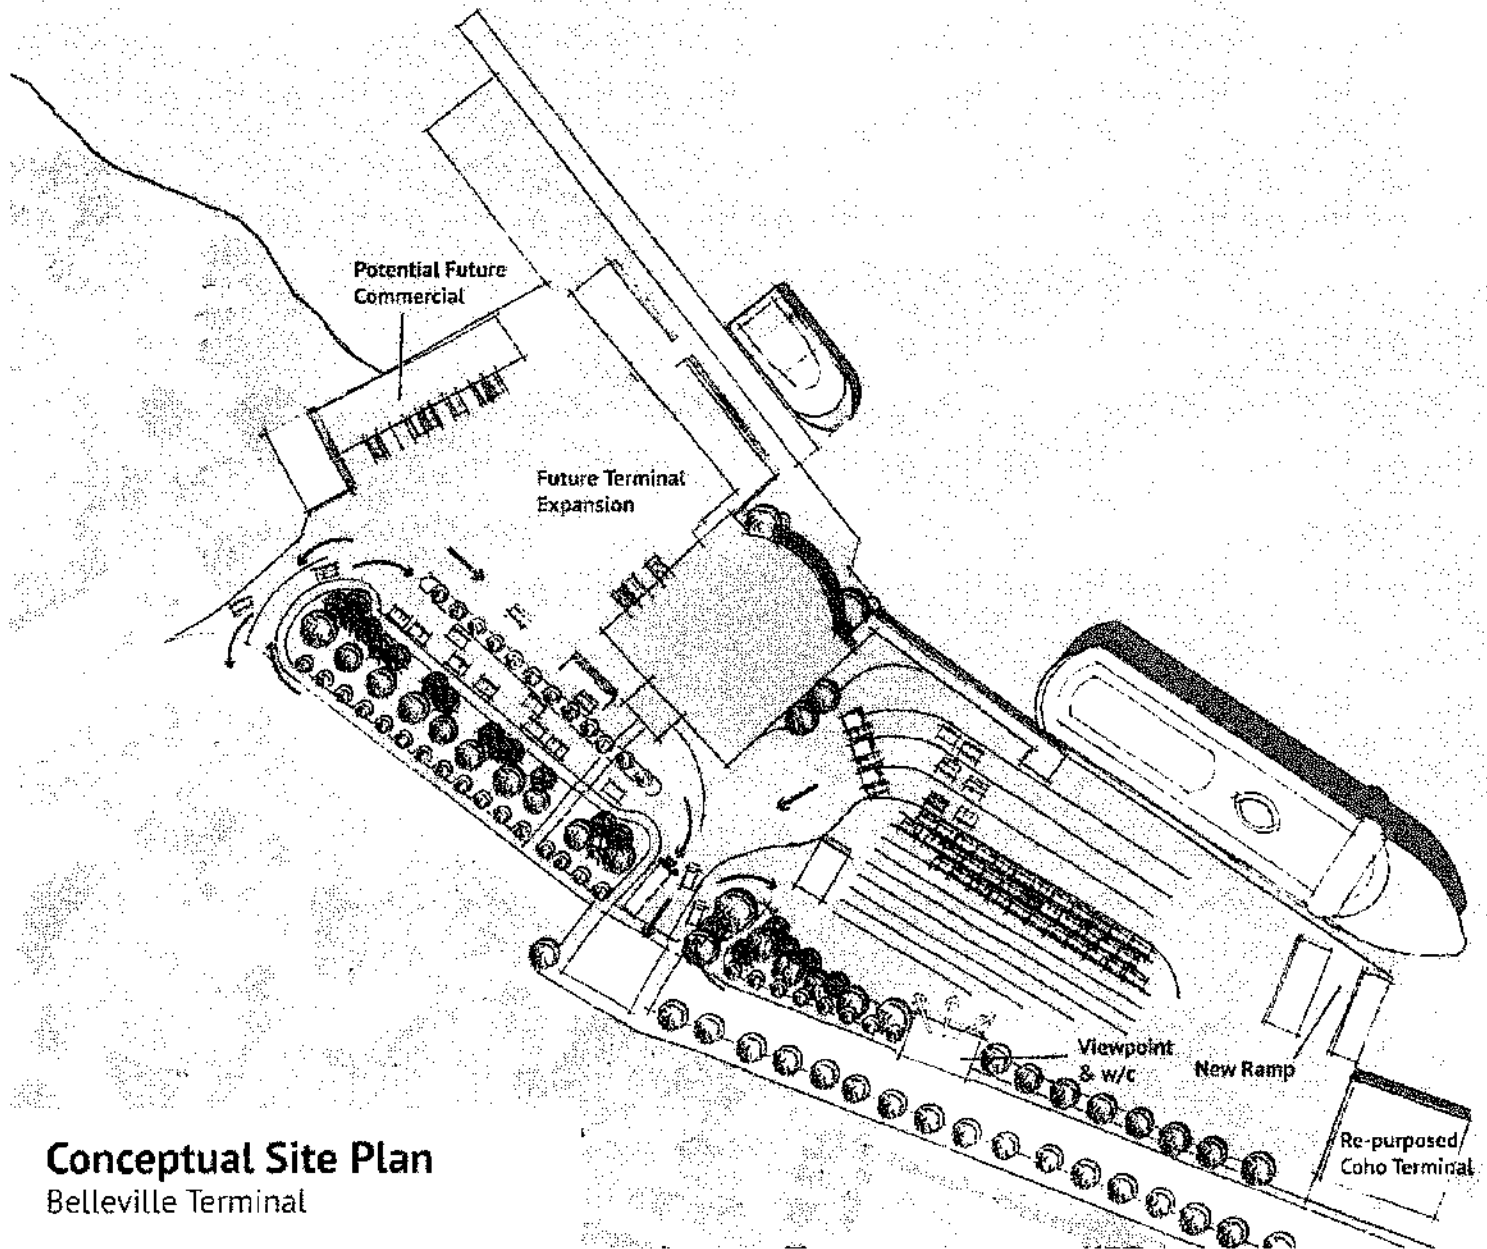 Potential Future
Commercial
Future Terminal
Expansion
Viewpoint
& w/c
New Ramp
Re-purposed
Coho Terminal
Conceptual Site Plan
Belleville Terminal